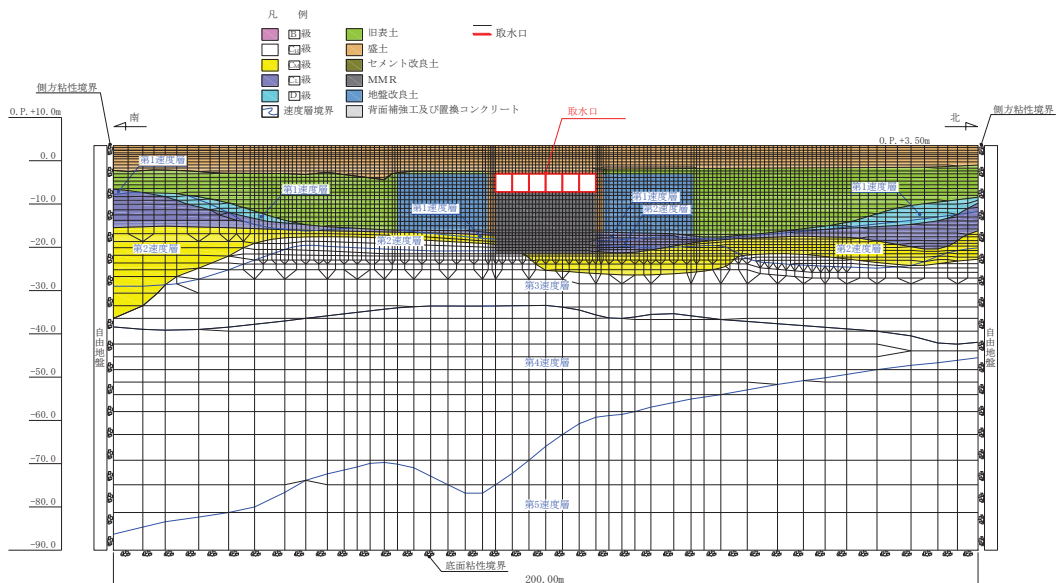 凡 例
B級
旧表土
取水口
CH級
盛土
CM級
セメント改良土
CL級
MMR
D級
地盤改良土
速度層境界
背面補強工及び置換コンクリート
側方粘性境界
取水口
側方粘性境界
O.P.+10.0m
南
北
O.P.+3.50m
0.0
-10.0
-20.0
-30.0
-40.0
-50.0
-60.0
-70.0
-80.0
-90.0
第1速度層
第1速度層
第1速度層
第1速度層
第1速度層
第2速度層
第2速度層
第2速度層
第2速度層
第3速度層
第4速度層
第5速度層
自由地盤
自由地盤
底面粘性境界
200.00m